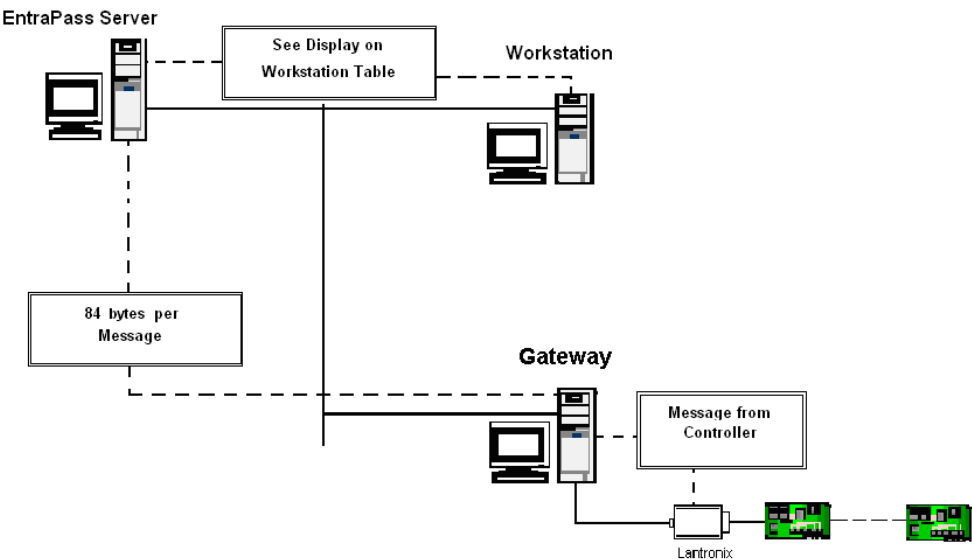 EntraPass Server
See Display on
Workstation Table
Workstation
84 bytes per
Message
Gateway
Message from
Controller
Lantronix